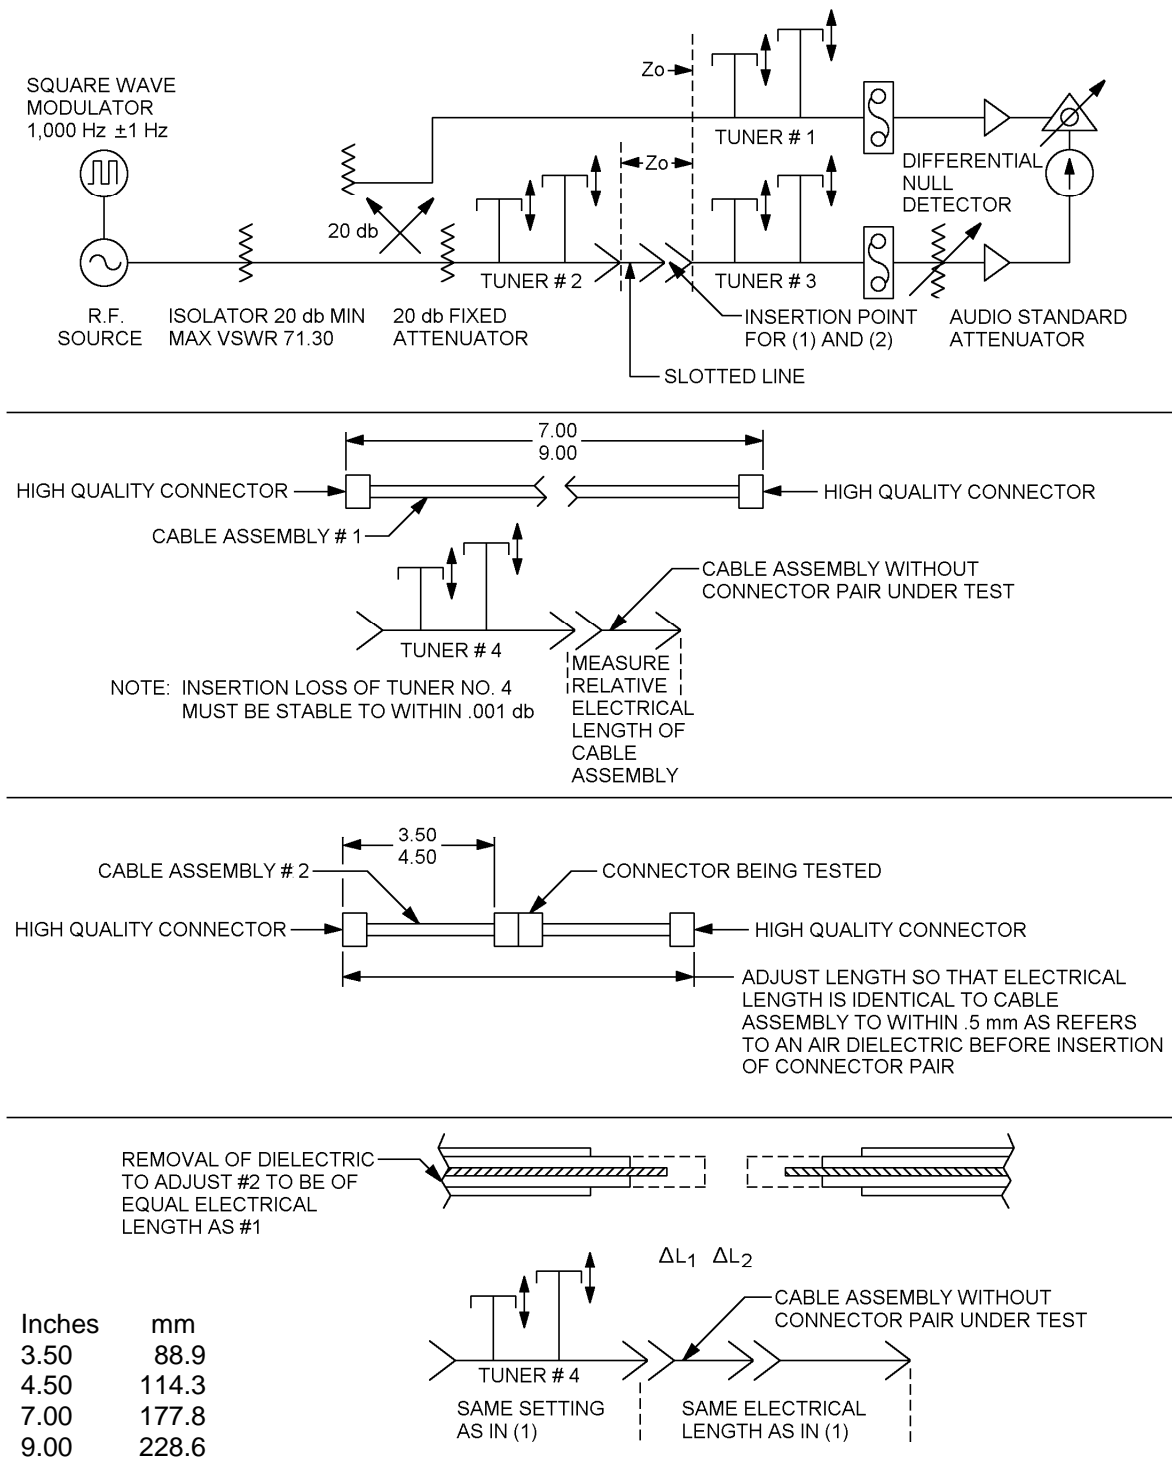 SQUARE WAVE
MODULATOR
1,000 Hz ±1 Hz
Zo
TUNER # 1
Zo
DIFFERENTIAL
NULL
DETECTOR
20 db
TUNER # 2
TUNER # 3
R.F.
SOURCE
ISOLATOR 20 db MIN
MAX VSWR 71.30
20 db FIXED
ATTENUATOR
INSERTION POINT
FOR (1) AND (2)
AUDIO STANDARD
ATTENUATOR
SLOTTED LINE
7.00
9.00
HIGH QUALITY CONNECTOR
HIGH QUALITY CONNECTOR
CABLE ASSEMBLY # 1
CABLE ASSEMBLY WITHOUT
CONNECTOR PAIR UNDER TEST
TUNER # 4
NOTE: INSERTION LOSS OF TUNER NO. 4
MUST BE STABLE TO WITHIN .001 db
MEASURE
RELATIVE
ELECTRICAL
LENGTH OF
CABLE
ASSEMBLY
3.50
4.50
CABLE ASSEMBLY # 2
CONNECTOR BEING TESTED
HIGH QUALITY CONNECTOR
HIGH QUALITY CONNECTOR
ADJUST LENGTH SO THAT ELECTRICAL
LENGTH IS IDENTICAL TO CABLE
ASSEMBLY TO WITHIN .5 mm AS REFERS
TO AN AIR DIELECTRIC BEFORE INSERTION
OF CONNECTOR PAIR
REMOVAL OF DIELECTRIC
TO ADJUST #2 TO BE OF
EQUAL ELECTRICAL
LENGTH AS #1
ΔL1 ΔL2
CABLE ASSEMBLY WITHOUT
CONNECTOR PAIR UNDER TEST
TUNER # 4
SAME SETTING
AS IN (1)
SAME ELECTRICAL
LENGTH AS IN (1)
Inches mm
3.50 88.9
4.50 114.3
7.00 177.8
9.00 228.6